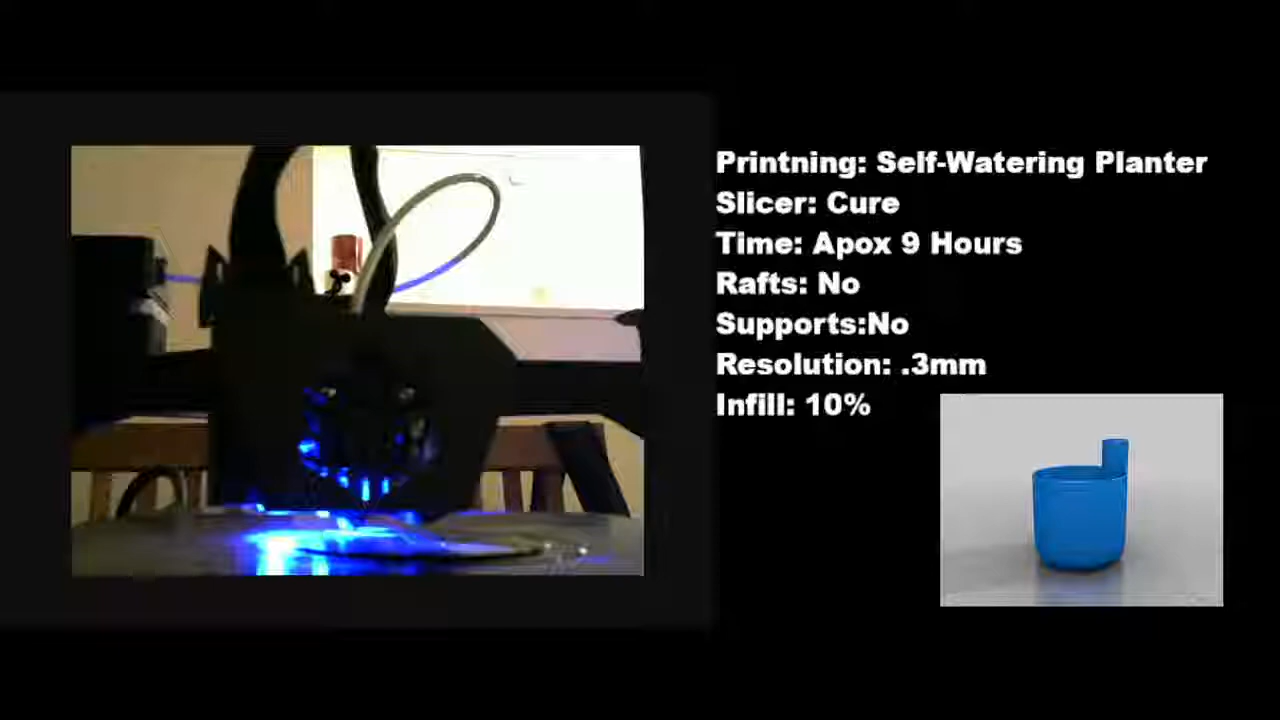 Printning: Self-Watering Planter
Slicer: Cure
Time: Apox 9 Hours
Rafts: No
Supports:No
Resolution: .3mm
Infill: 10%